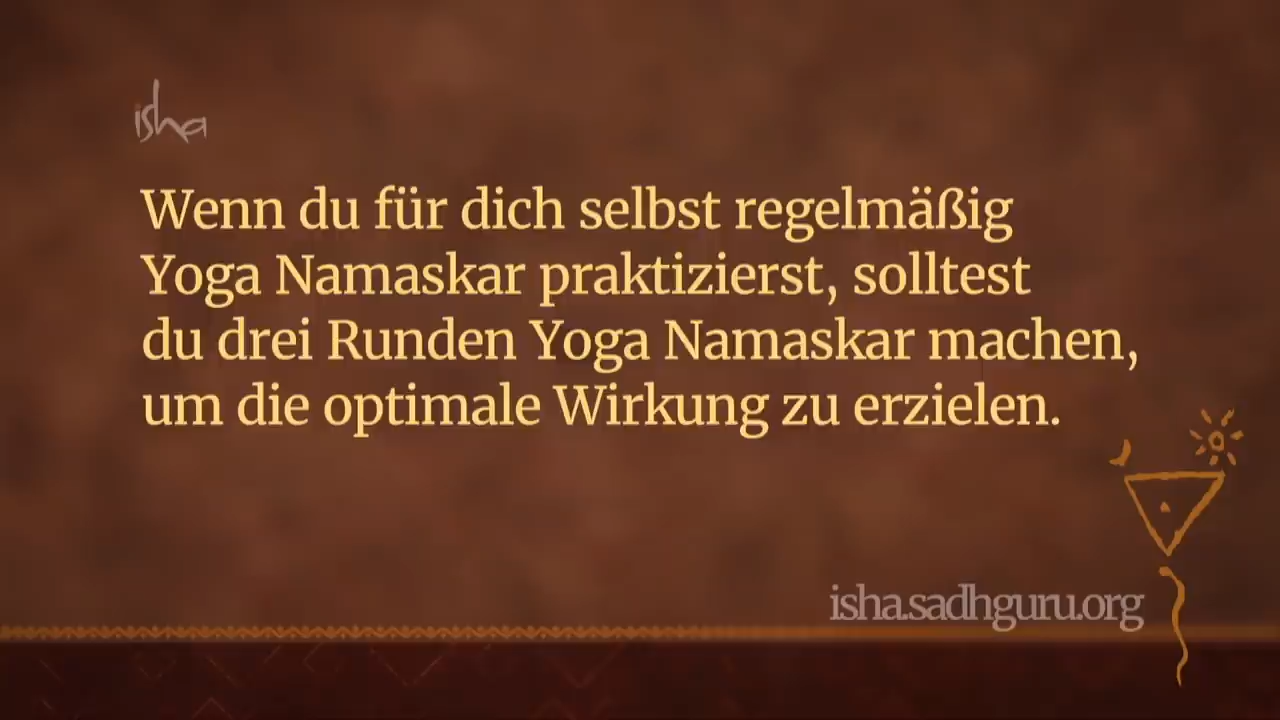 isha
Wenn du für dich selbst regelmäßig
Yoga Namaskar praktizierst, solltest
du drei Runden Yoga Namaskar machen,
um die optimale Wirkung zu erzielen.
isha.sadhguru.org